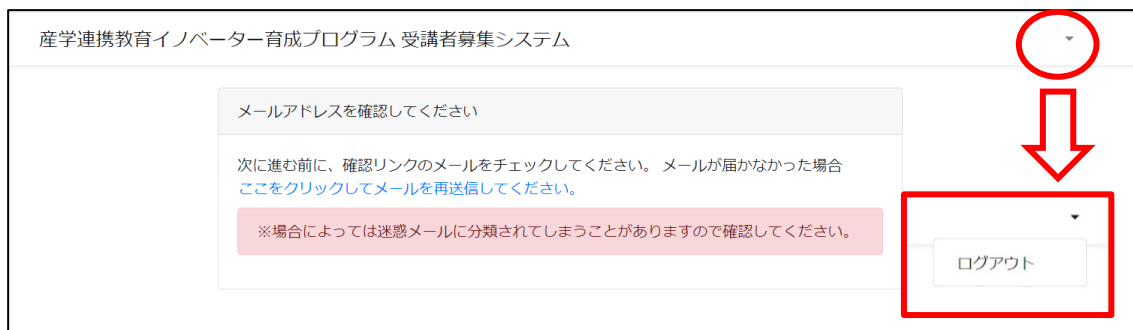 産学連携教育イノベーター育成プログラム 受講者募集システム
メールアドレスを確認してください
次に進む前に、確認リンクのメールをチェックしてください。 メールが届かなかった場合
ここをクリックしてメールを再送信してください。
※場合によっては迷惑メールに分類されてしまうことがありますので確認してください。
ログアウト